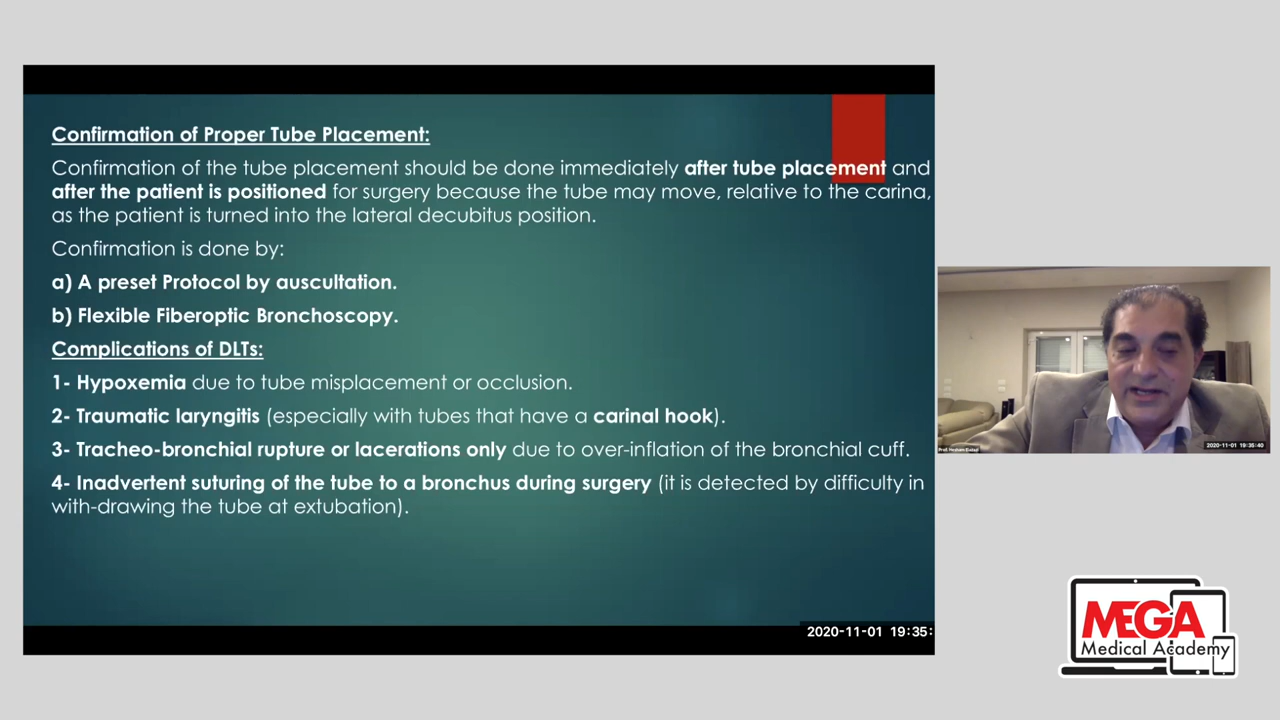 Confirmation of Proper Tube Placement:
Confirmation of the tube placement should be done immediately after tube placement and
after the patient is positioned for surgery because the tube may move, relative to the carina,
as the patient is turned into the lateral decubitus position.
Confirmation is done by:
a) A preset Protocol by auscultation.
b) Flexible Fiberoptic Bronchoscopy.
Complications of DLTs:
1- Hypoxemia due to tube misplacement or occlusion.
2- Traumatic laryngitis (especially with tubes that have a carinal hook).
3- Tracheo-bronchial rupture or lacerations only due to over-inflation of the bronchial cuff.
4- Inadvertent suturing of the tube to a bronchus during surgery (it is detected by difficulty in
with-drawing the tube at extubation).
2020-11-01 19:35:
2020-11-01 19:35:40
MEGA
Medical Academy